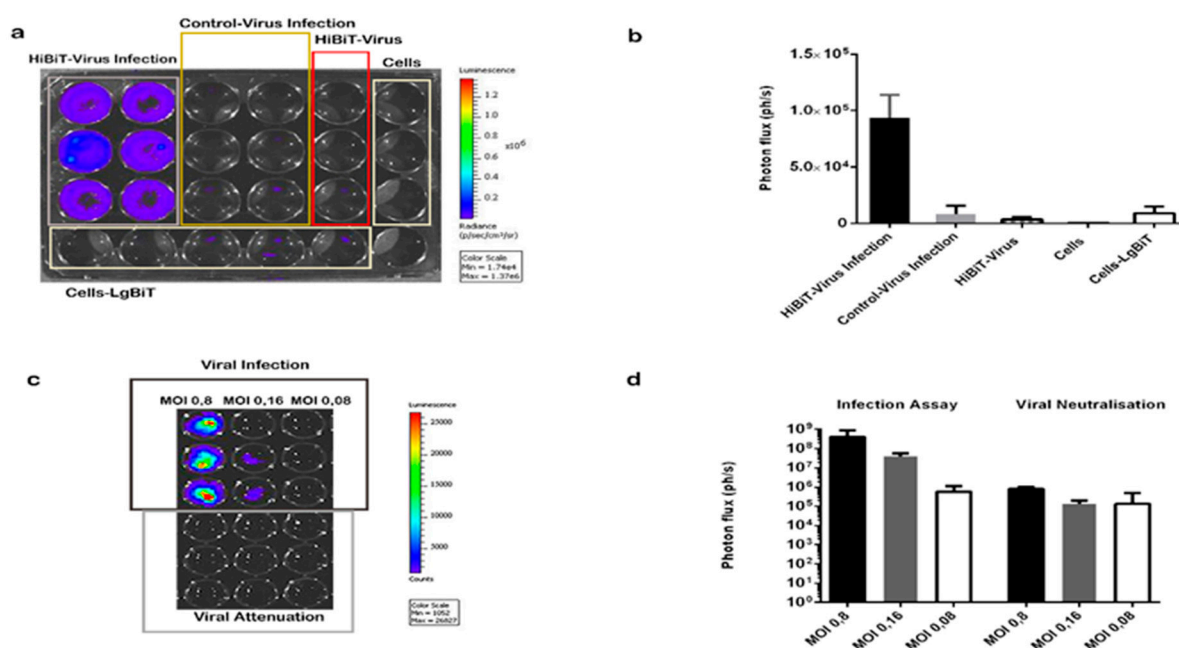 a
Control-Virus Infection
HiBiT-Virus
HiBiT-Virus Infection
Cells
Luminescence
1.2
1.0
0.8
x10⁶
0.6
0.4
0.2
Radiance
(p/sec/cm²/sr)
Color Scale
Min = 1.74e4
Max = 1.37e6
Cells-LgBiT
b
Photon flux (ph/s)
1.5× 10⁵
1.0× 10⁵
5.0× 10⁴
0
HiBiT-Virus Infection
Control-Virus Infection
HiBiT-Virus
Cells
Cells-LgBiT
c
Viral Infection
MOI 0,8 MOI 0,16 MOI 0,08
Luminescence
25000
20000
15000
10000
5000
Counts
Color Scale
Min = 1052
Max = 26827
Viral Attenuation
d
Infection Assay Viral Neutralisation
Photon flux (ph/s)
10⁹
10⁸
10⁷
10⁶
10⁵
10⁴
10³
10²
10¹
10⁰
MOI 0,8
MOI 0,16
MOI 0,08
MOI 0,8
MOI 0,16
MOI 0,08